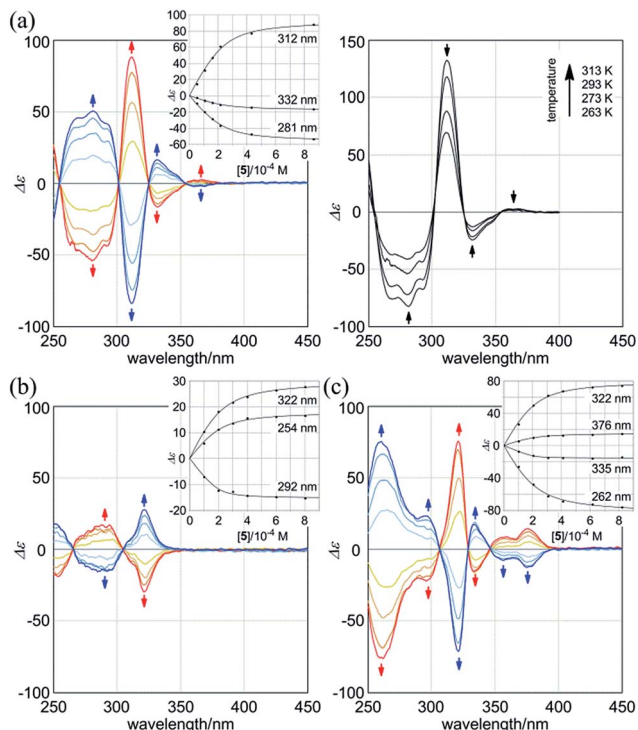 (a)
100
50
0
-50
-100
Δε
250 300 350 400 450
wavelength/nm
100
80
60
40
20
0
-20
-40
-60
Δε
312 nm
332 nm
281 nm
0 2 4 6 8
[5]/10-4 M
150
100
50
0
-50
-100
Δε
250 300 350 400 450
wavelength/nm
temperature
313 K
293 K
273 K
263 K
(b)
100
50
0
-50
-100
Δε
250 300 350 400 450
wavelength/nm
30
20
10
0
-10
-20
Δε
322 nm
254 nm
292 nm
0 2 4 6 8
[5]/10-4 M
(c)
100
50
0
-50
-100
Δε
250 300 350 400 450
wavelength/nm
80
40
0
-40
-80
Δε
322 nm
376 nm
335 nm
262 nm
0 2 4 6 8
[5]/10-4 M